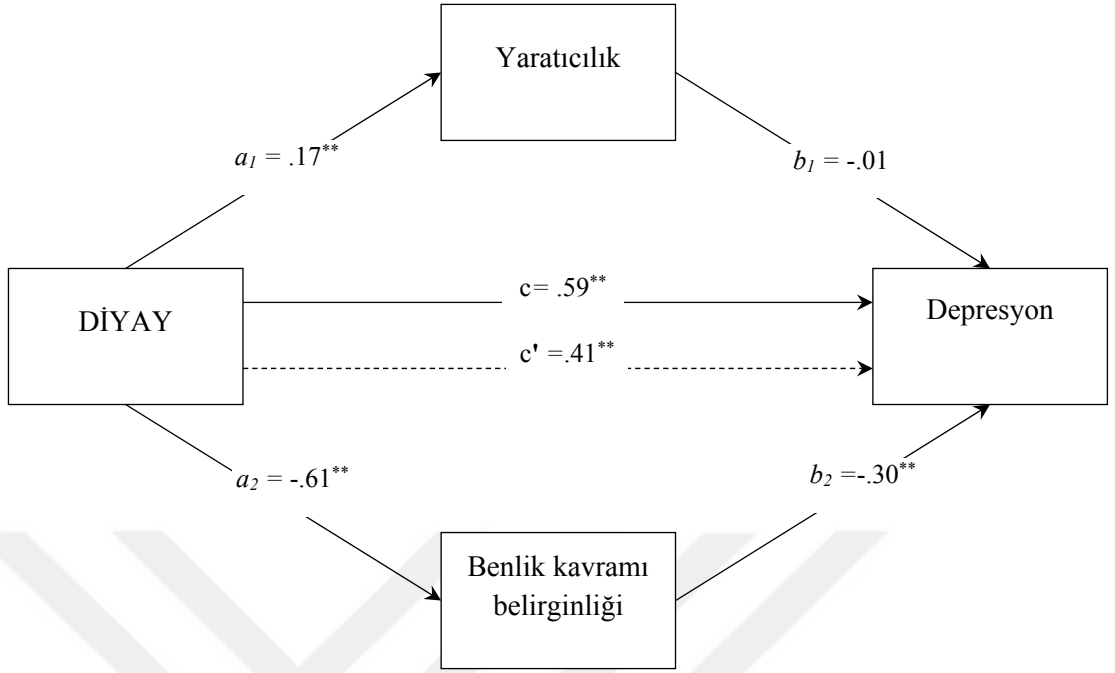 Yaratıcılık
a₁ = .17**
b₁ = -.01
DİYAY
c= .59**
c' =.41**
Depresyon
a₂ = -.61**
b₂ =-.30**
Benlik kavramı
belirginliği